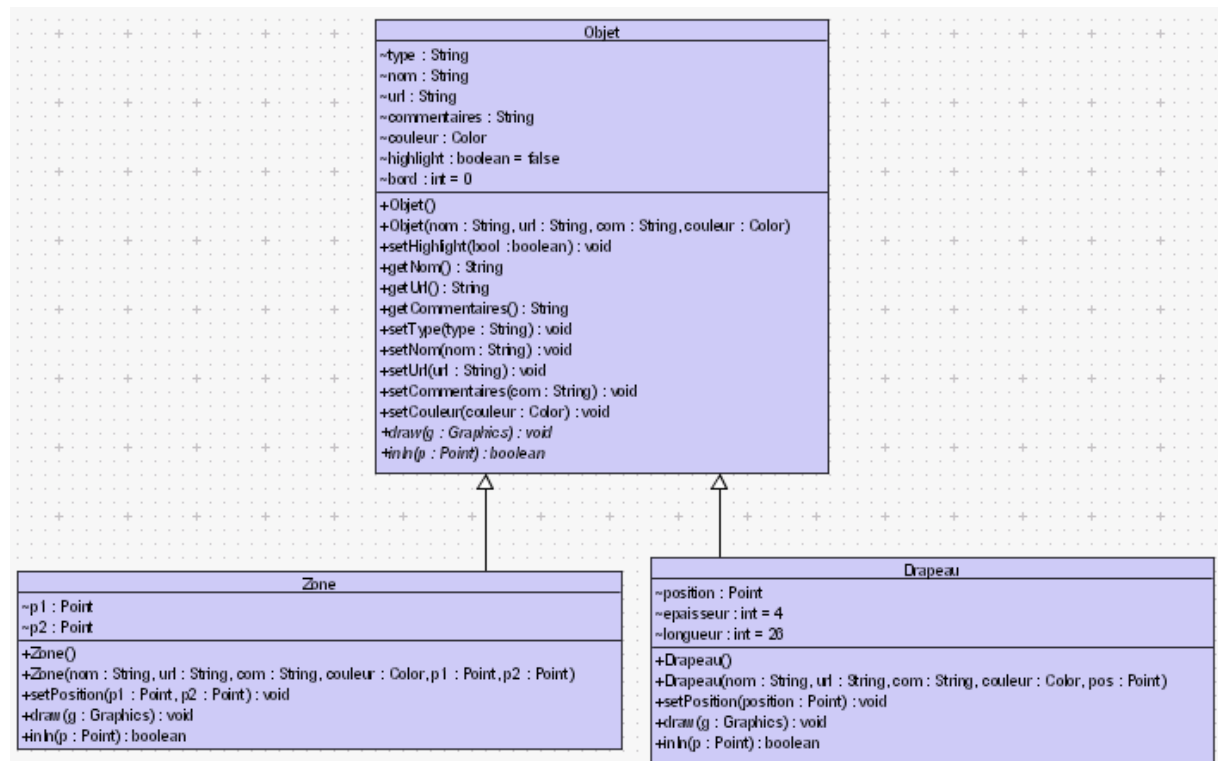 Objet
~type : String
~nom : String
~url : String
~commentaires : String
~couleur : Color
~highlight : boolean = false
~bord : int = 0
+Objet()
+Objet(nom : String, url : String, com : String, couleur : Color)
+setHighlight(bool : boolean) : void
+getNom() : String
+getUrl() : String
+getCommentaires() : String
+setType(type : String) : void
+setNom(nom : String) : void
+setUrl(url : String) : void
+setCommentaires(com : String) : void
+setCouleur(couleur : Color) : void
+draw(g : Graphics) : void
+inIn(p : Point) : boolean
Zone
~p1 : Point
~p2 : Point
+Zone()
+Zone(nom : String, url : String, com : String, couleur : Color, p1 : Point, p2 : Point)
+setPosition(p1 : Point, p2 : Point) : void
+draw(g : Graphics) : void
+inIn(p : Point) : boolean
Drapeau
~position : Point
~epaisseur : int = 4
~longueur : int =
+Drapeau()
+Drapeau(nom : String, url : String, com : String, couleur : Color, pos : Point)
+setPosition(position : Point) : void
+draw(g : Graphics) : void
+inIn(p : Point) : boolean